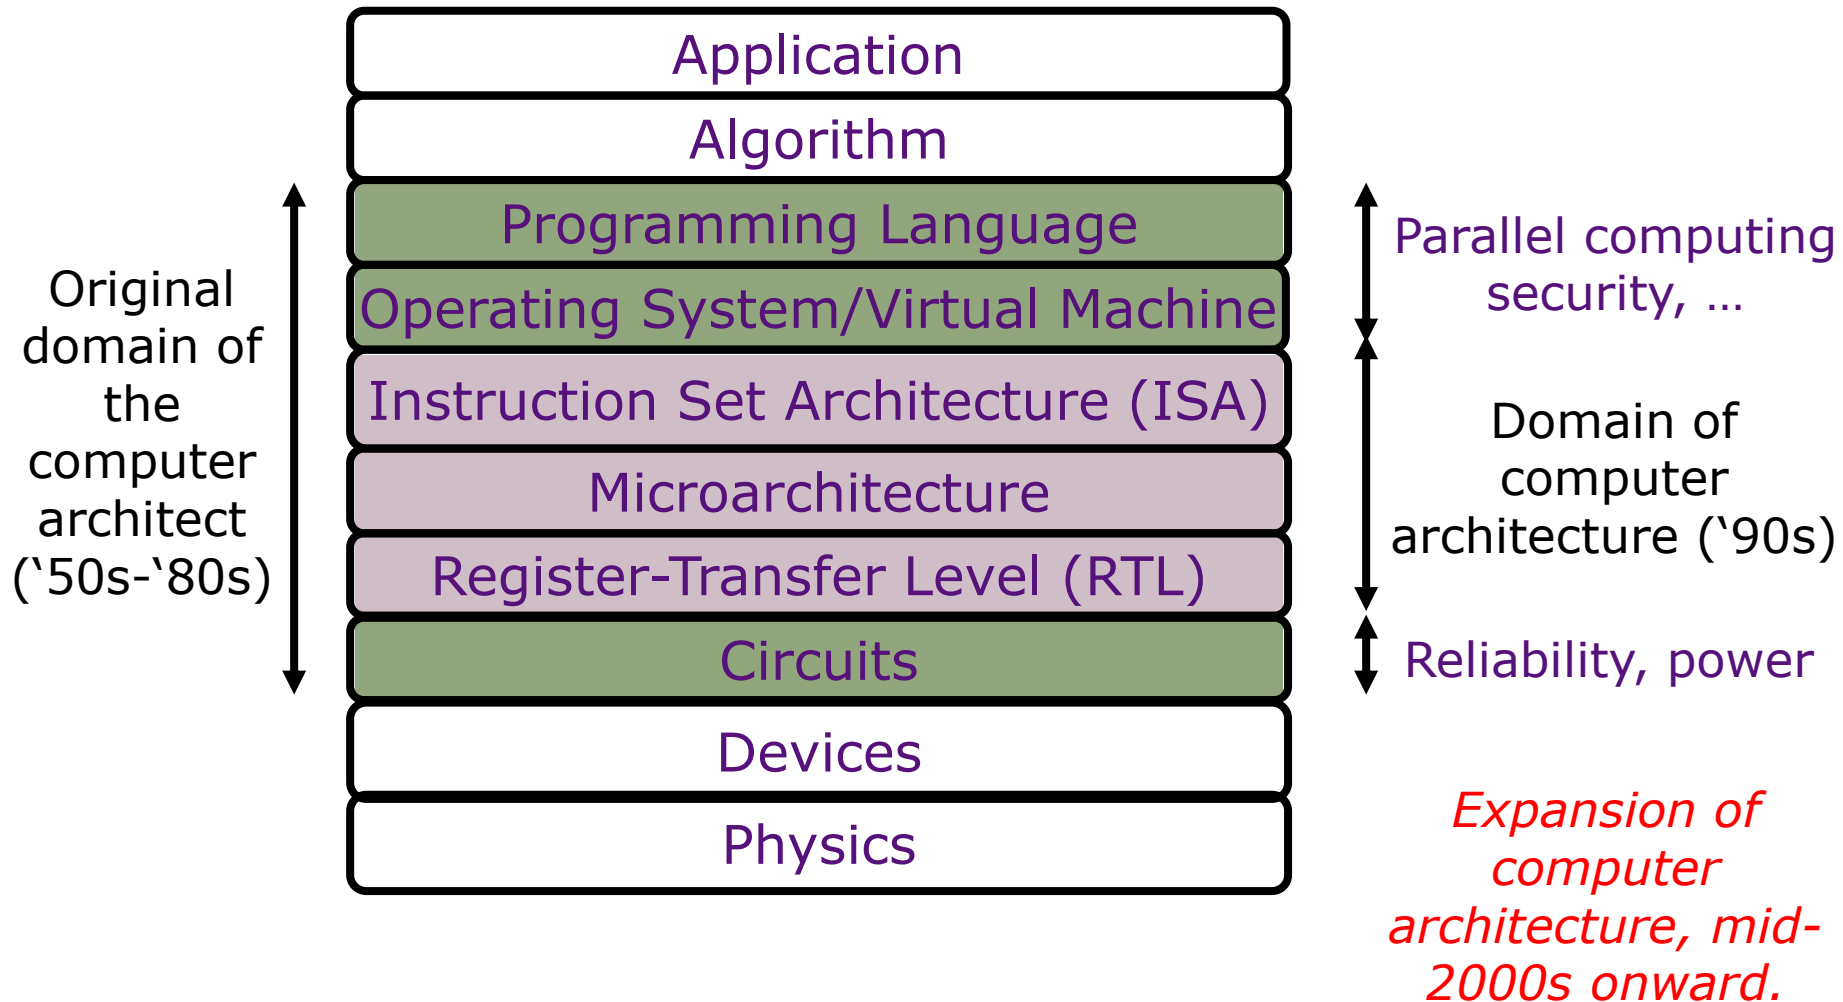 Application
Algorithm
Programming Language
Operating System/Virtual Machine
Instruction Set Architecture (ISA)
Microarchitecture
Register-Transfer Level (RTL)
Circuits
Devices
Physics
Original
domain of
the
computer
architect
(‘50s-‘80s)
Parallel computing
security, …
Domain of
computer
architecture (‘90s)
Reliability, power
Expansion of
computer
architecture, mid-
2000s onward.